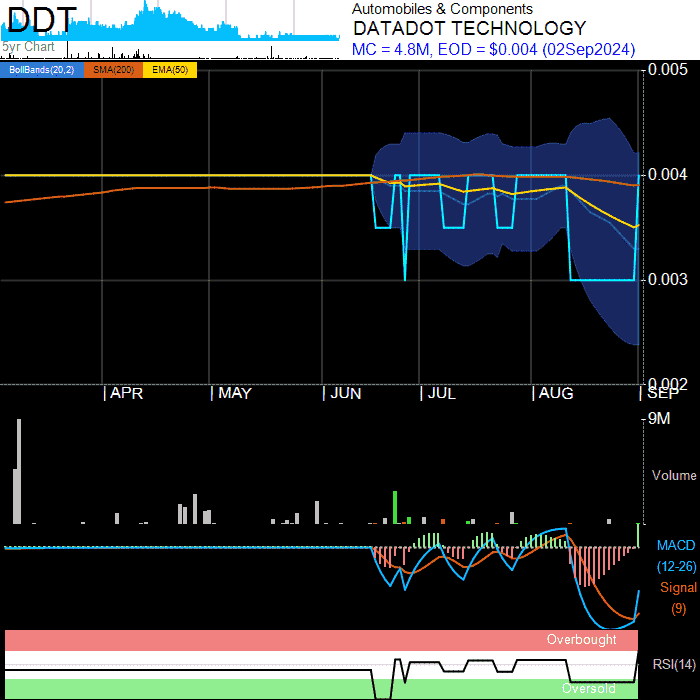 DDT
5yr Chart
Automobiles & Components
DATADOT TECHNOLOGY
MC = 4.8M, EOD = $0.004 (02Sep2024)
BollBands(20,2) SMA(200) EMA(50)
0.005
0.004
0.003
0.002
APR MAY JUN JUL AUG SEP
9M
Volume
MACD
(12-26)
Signal
(9)
Overbought
RSI(14)
Oversold